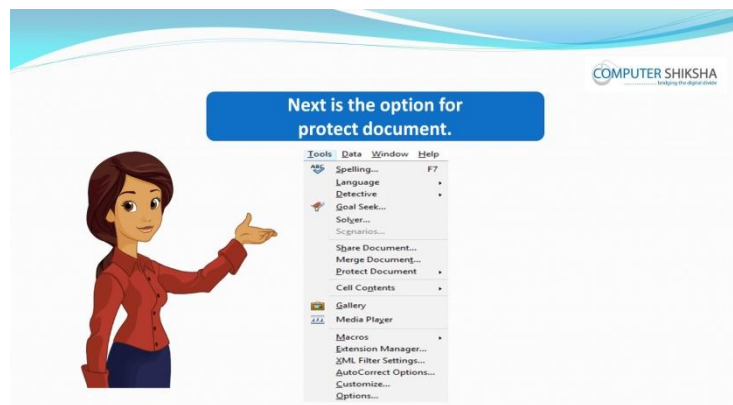 COMPUTER SHIKSHA
bridging the digital divide
Next is the option for
protect document.
Tools Data Window Help
ABC Spelling... F7
Language
Detective
Goal Seek...
Solver...
Scenarios...
Share Document...
Merge Document...
Protect Document
Cell Contents
Gallery
Media Player
Macros
Extension Manager...
XML Filter Settings...
AutoCorrect Options...
Customize...
Options...